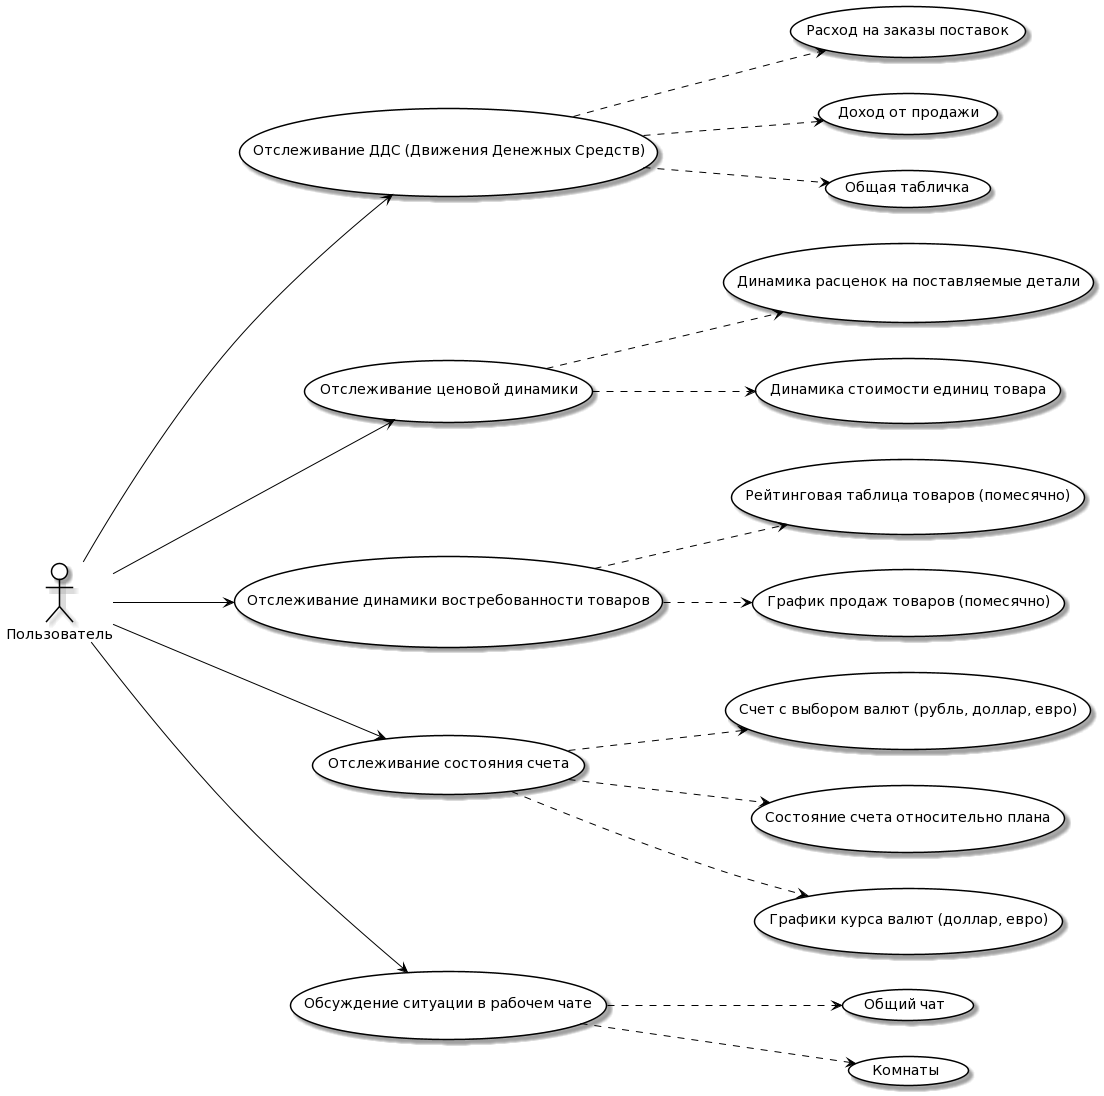 Расход на заказы поставок
Доход от продажи
Отслеживание ДДС (Движения Денежных Средств)
Общая табличка
Динамика расценок на поставляемые детали
Отслеживание ценовой динамики
Динамика стоимости единиц товара
Рейтинговая таблица товаров (помесячно)
Отслеживание динамики востребованности товаров
График продаж товаров (помесячно)
Пользователь
Счет с выбором валют (рубль, доллар, евро)
Отслеживание состояния счета
Состояние счета относительно плана
Графики курса валют (доллар, евро)
Обсуждение ситуации в рабочем чате
Общий чат
Комнаты